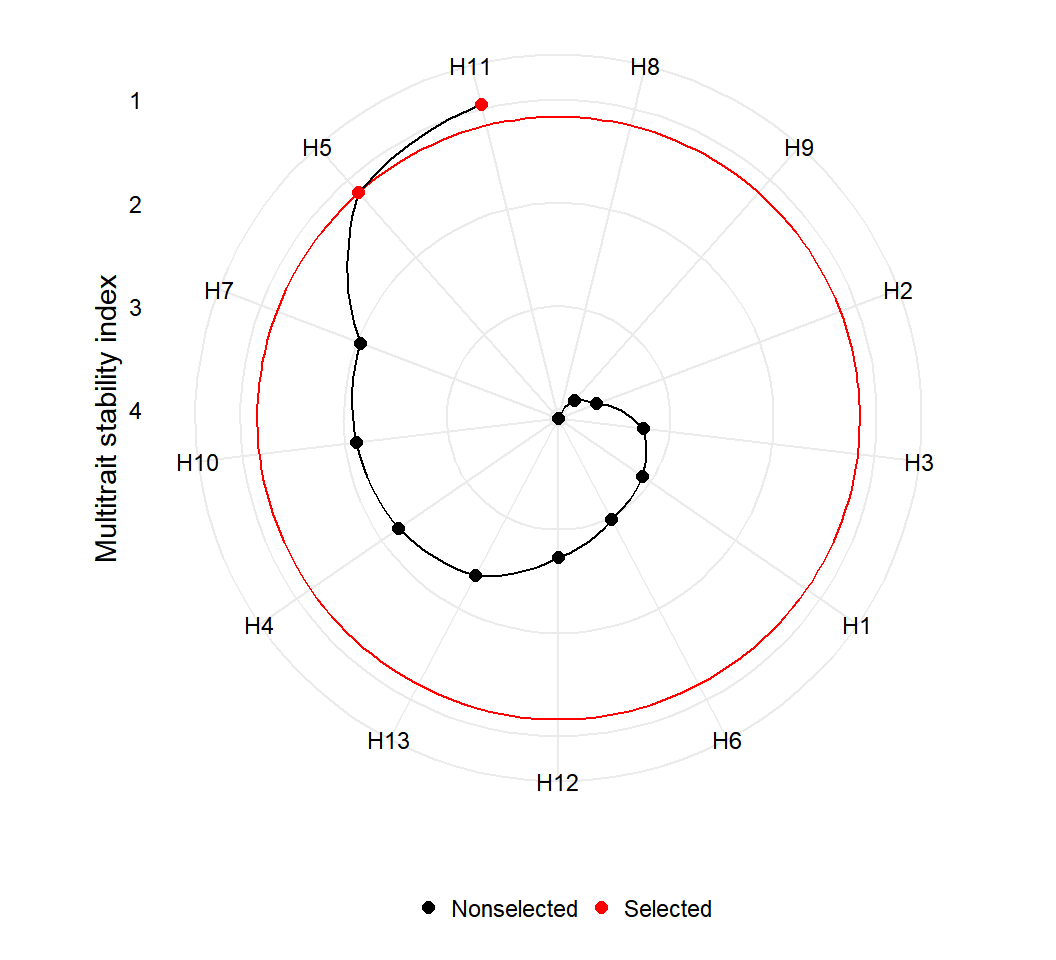 H11
H8
1
H5
H9
2
H7
H2
3
Multitrait stability index
4
H10
H3
H4
H1
H13
H6
H12
Nonselected
Selected